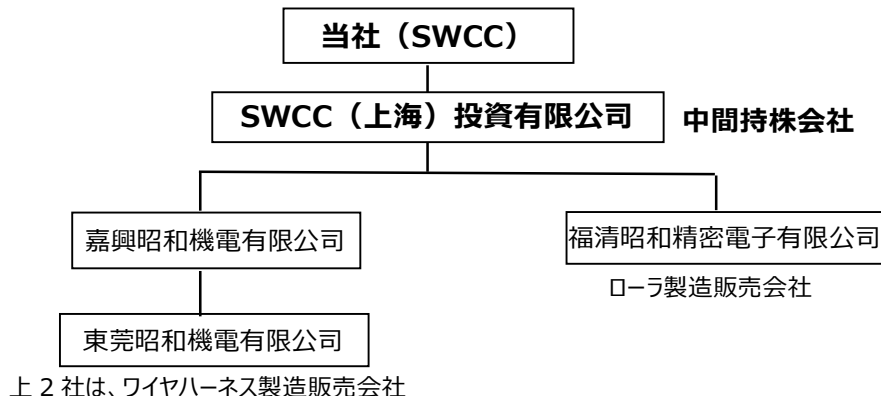 当社（SWCC）
SWCC（上海）投資有限公司
中間持株会社
嘉興昭和機電有限公司
福清昭和精密電子有限公司
ローラ製造販売会社
東莞昭和機電有限公司
上 2 社は、ワイヤハーネス製造販売会社